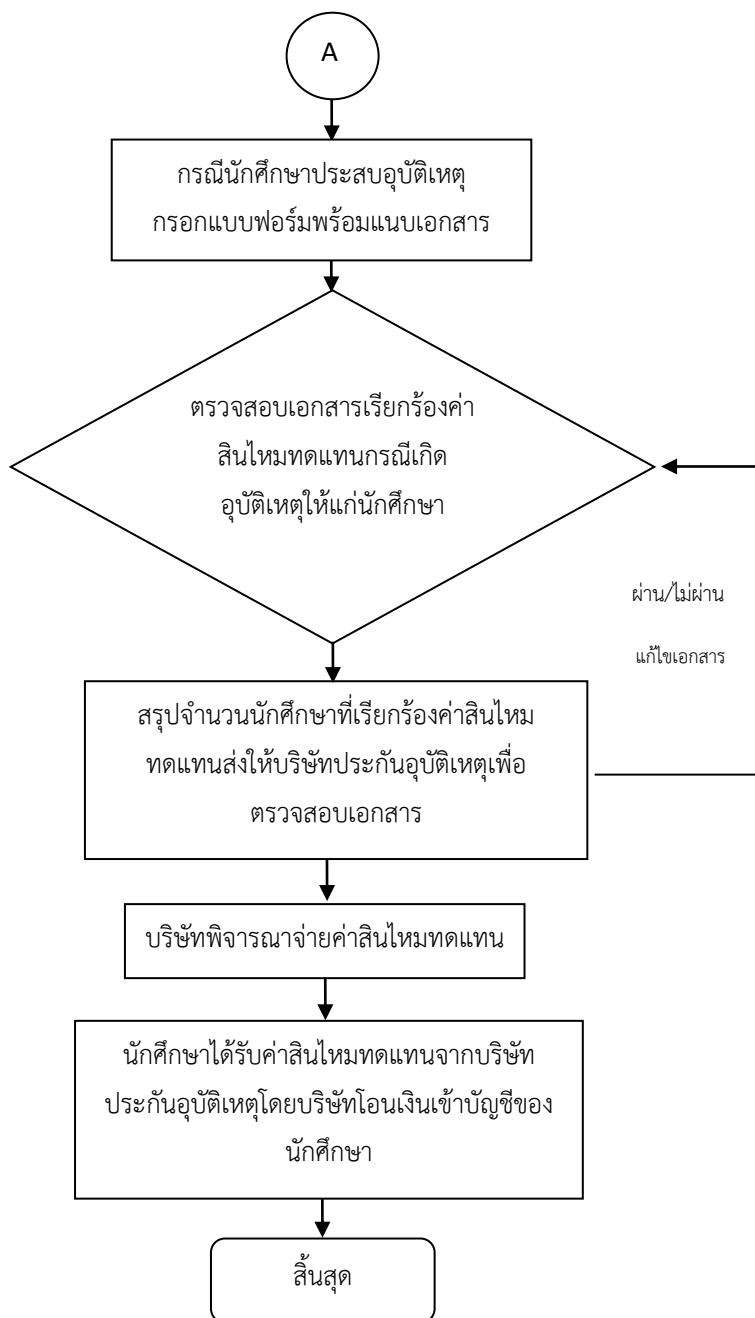 A
กรณีนักศึกษาประสบอุบัติเหตุ
กรอกแบบฟอร์มพร้อมแนบเอกสาร
ตรวจสอบเอกสารเรียกร้องค่า
สินไหมทดแทนกรณีเกิด
อุบัติเหตุให้แก่นักศึกษา
ผ่าน/ไม่ผ่าน
แก้ไขเอกสาร
สรุปจำนวนนักศึกษาที่เรียกร้องค่าสินไหม
ทดแทนส่งให้บริษัทประกันอุบัติเหตุเพื่อ
ตรวจสอบเอกสาร
บริษัทพิจารณาจ่ายค่าสินไหมทดแทน
นักศึกษาได้รับค่าสินไหมทดแทนจากบริษัท
ประกันอุบัติเหตุโดยบริษัทโอนเงินเข้าบัญชีของ
นักศึกษา
สิ้นสุด